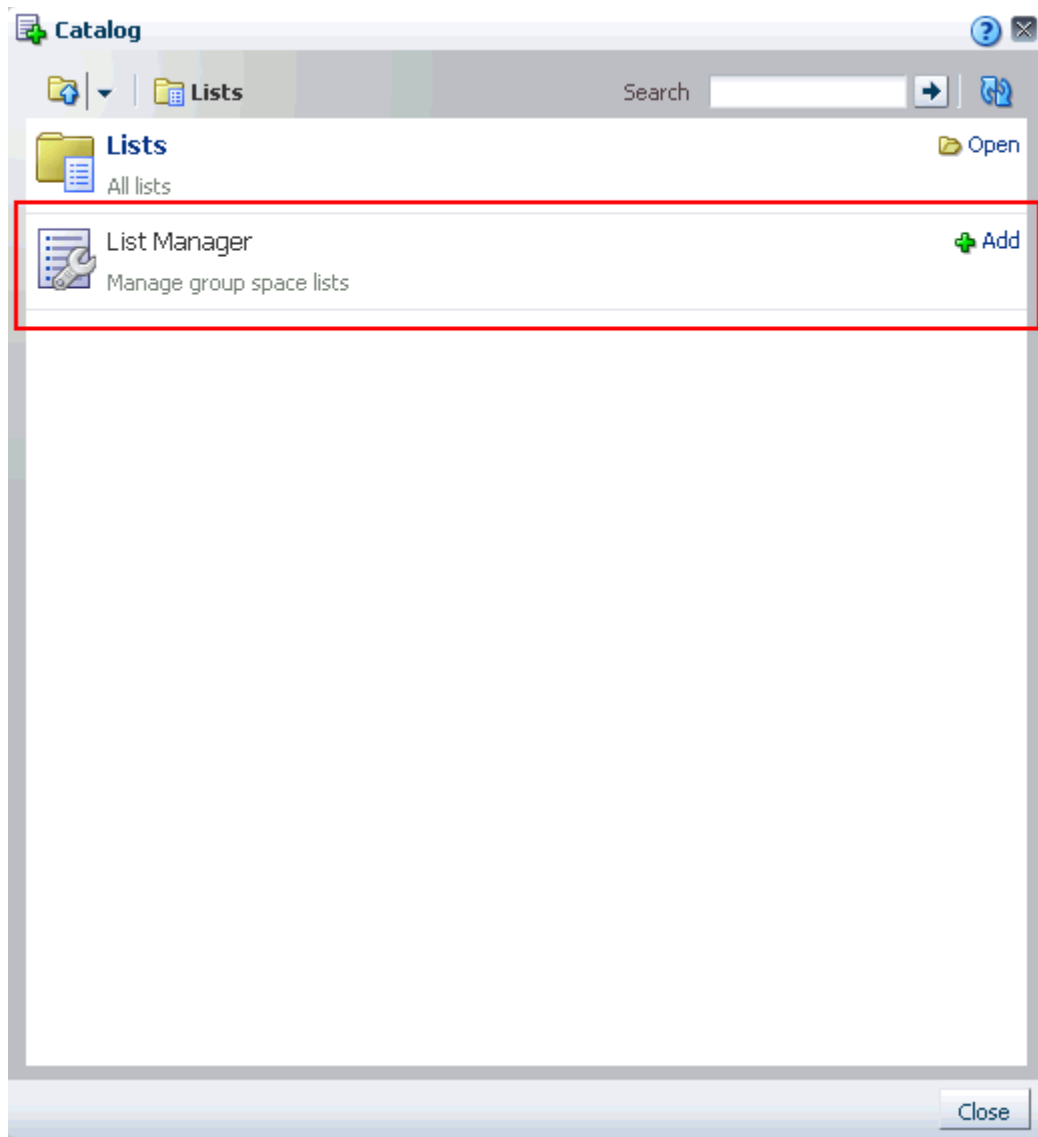 Catalog
Lists Search
Lists Open
All lists
List Manager Add
Manage group space lists
Close